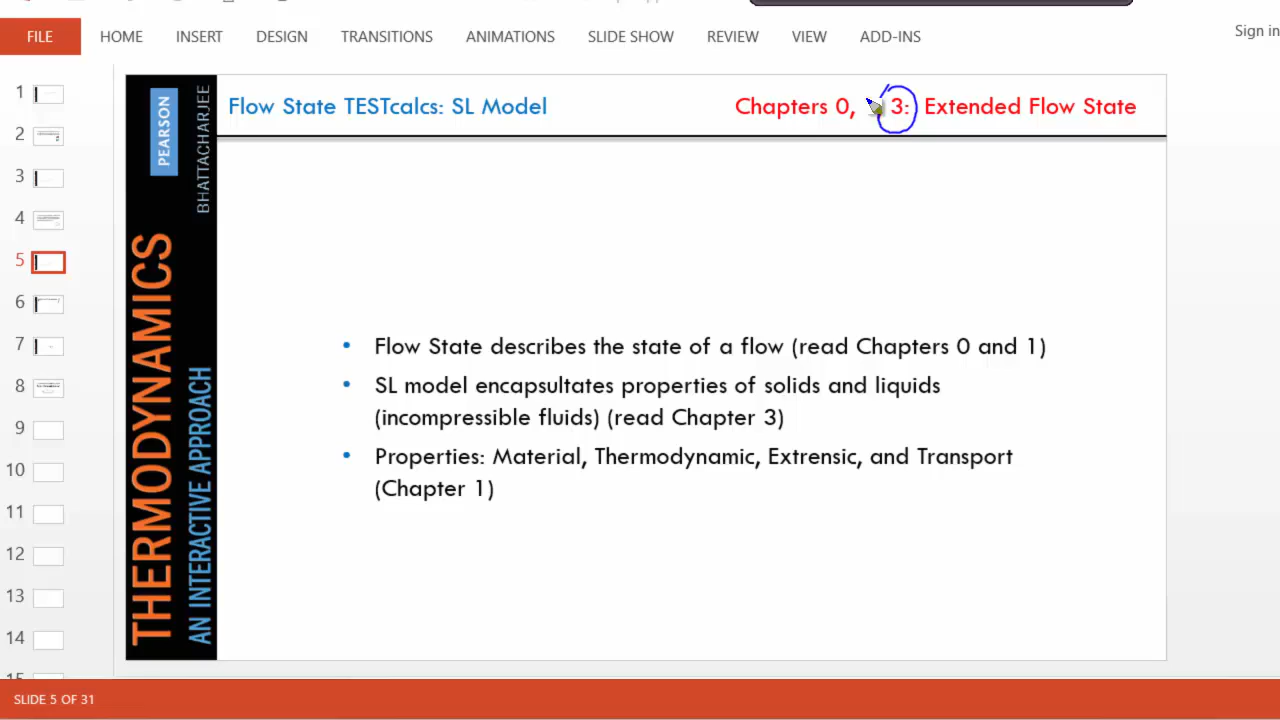 FILE HOME INSERT DESIGN TRANSITIONS ANIMATIONS SLIDE SHOW REVIEW VIEW ADD-INS Sign in
1
2
3
4
5
6
7
8
9
10
11
12
13
14
15
PEARSON
BHATTACHARJEE
THERMODYNAMICS
AN INTERACTIVE APPROACH
Flow State TESTcalcs: SL Model
Chapters 0, 3: Extended Flow State
• Flow State describes the state of a flow (read Chapters 0 and 1)
• SL model encapsultates properties of solids and liquids
(incompressible fluids) (read Chapter 3)
• Properties: Material, Thermodynamic, Extrensic, and Transport
(Chapter 1)
SLIDE 5 OF 31